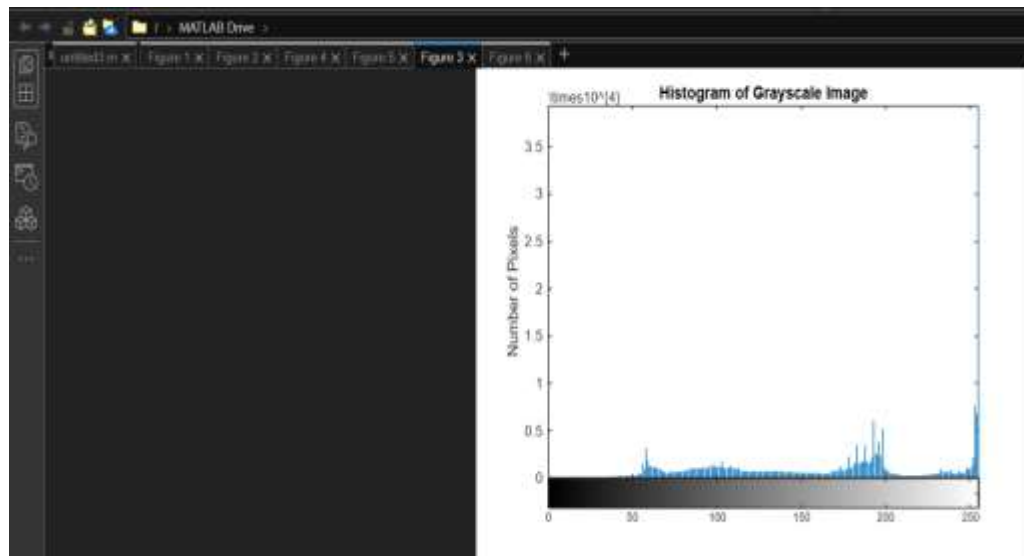 / > MATLAB Drive >
untitled3.m x Figure 1 x Figure 2 x Figure 4 x Figure 5 x Figure 3 x Figure 6 x +
\times10^{4}
Histogram of Grayscale Image
3.5
3
2.5
2
1.5
1
0.5
0
Number of Pixels
0 50 100 150 200 250